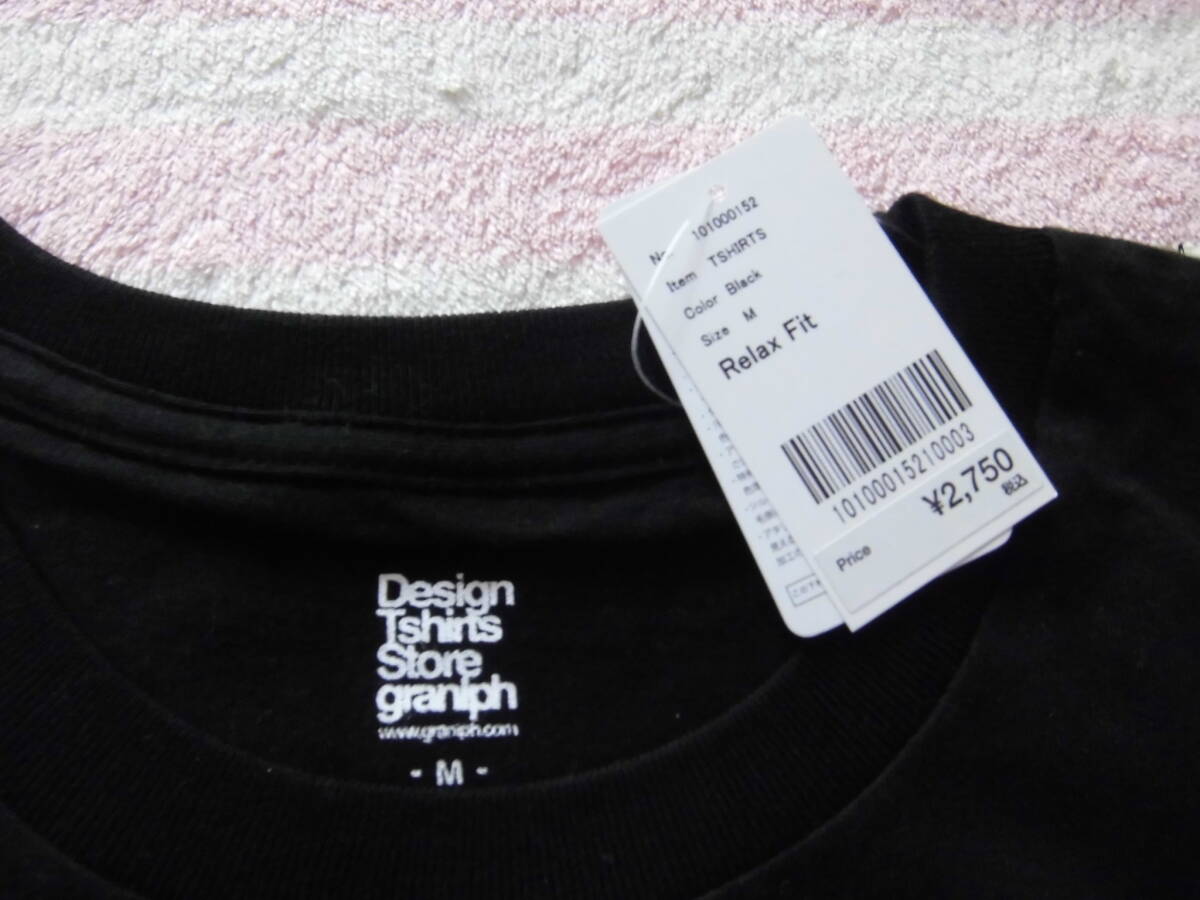 No. 101000152
Item TSHIRTS
Color Black
Size M
Relax Fit
10100015210003
¥2,750 税込
Price
Design
Tshirts
Store
graniph
www.graniph.com
- M -